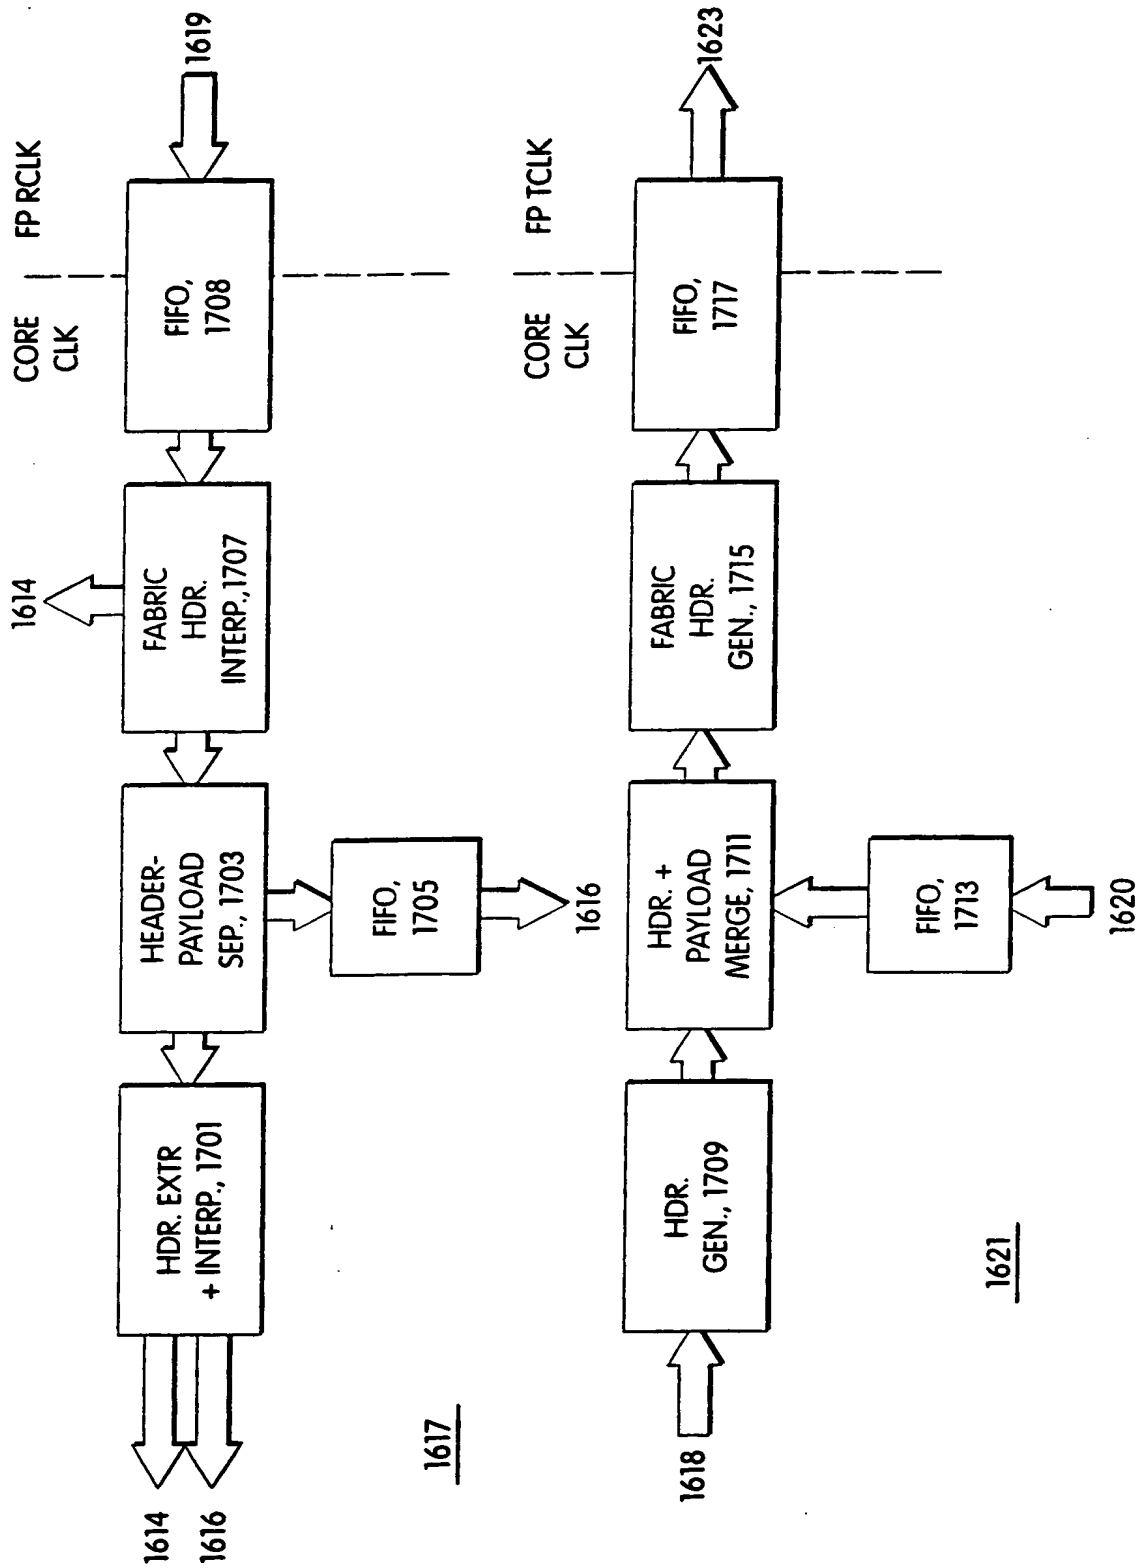 1614
CORE
CLK
FP RCLK
1614
1616
HDR. EXTR
+ INTERP., 1701
HEADER-
PAYLOAD
SEP., 1703
FABRIC
HDR.
INTERP.,1707
FIFO,
1708
1619
FIFO,
1705
1617
1616
CORE
CLK
FP TCLK
1618
HDR.
GEN., 1709
HDR. +
PAYLOAD
MERGE, 1711
FABRIC
HDR.
GEN., 1715
FIFO,
1717
1623
FIFO,
1713
1621
1620